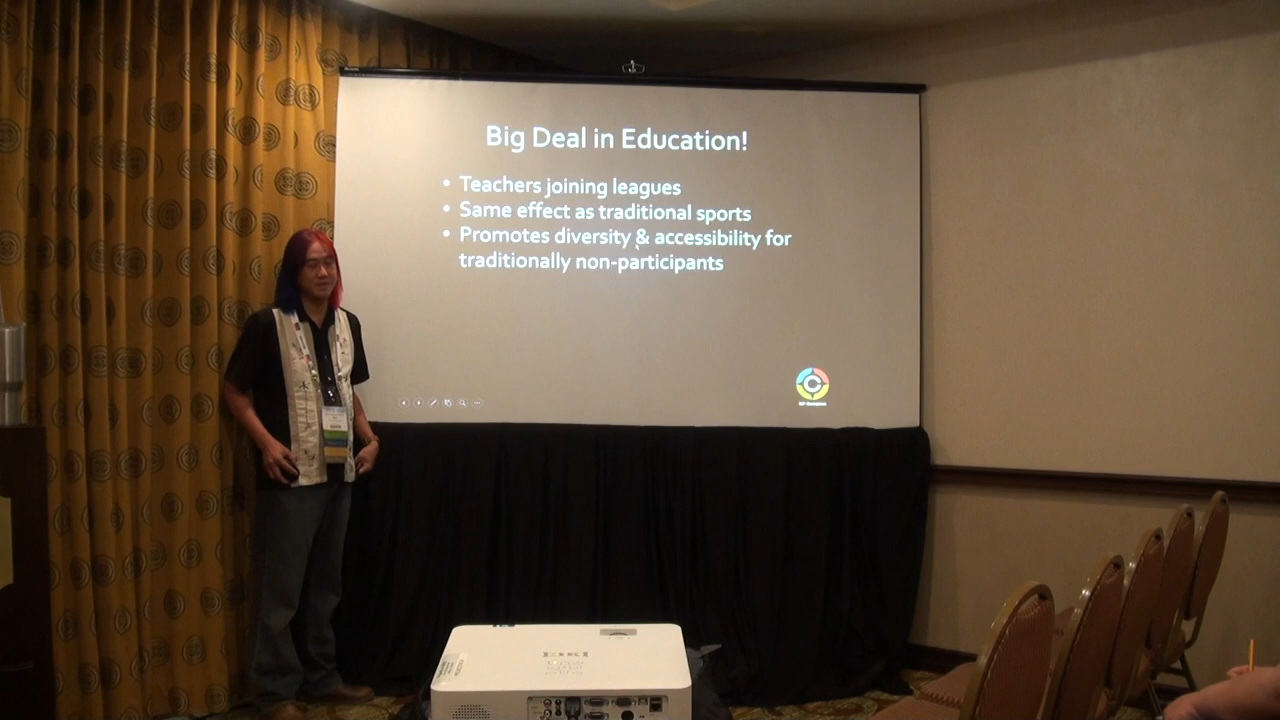 Big Deal in Education!
• Teachers joining leagues
• Same effect as traditional sports
• Promotes diversity & accessibility for
traditionally non-participants